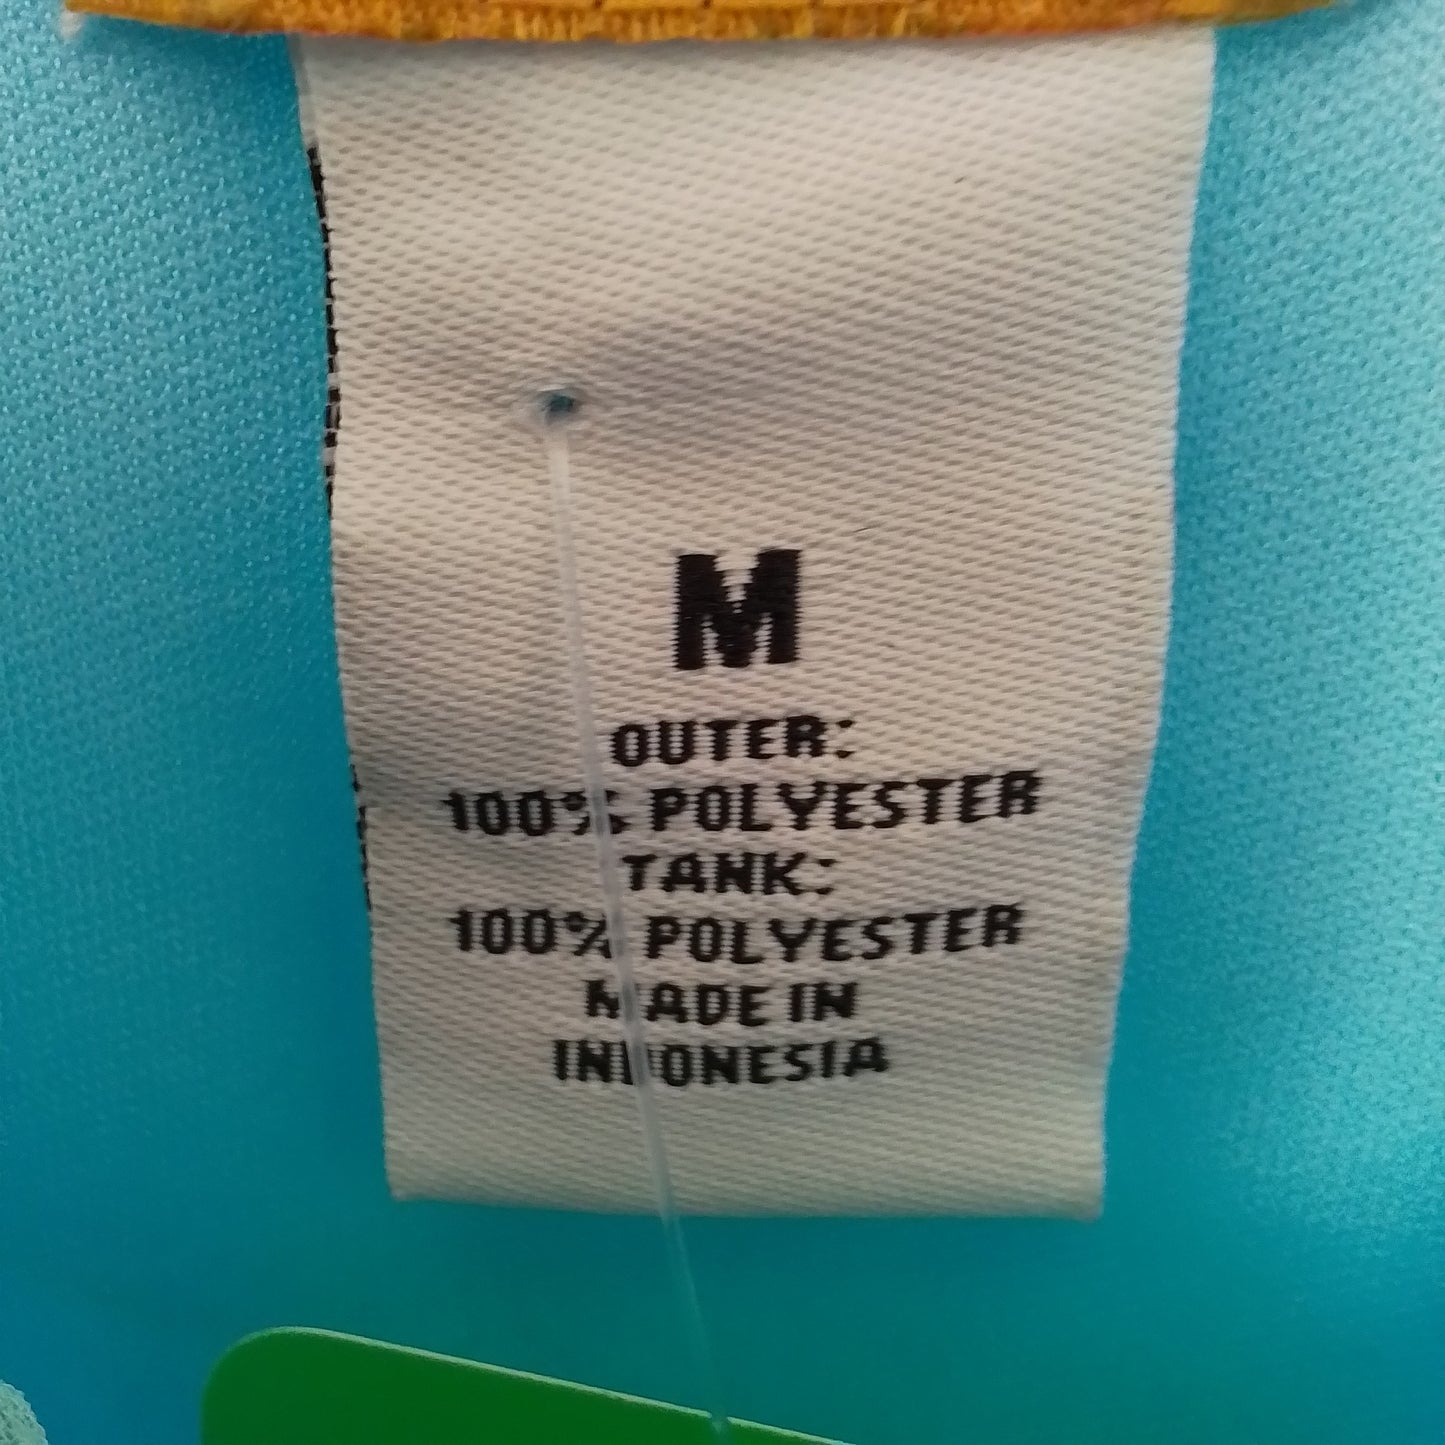 M
OUTER:
100% POLYESTER
TANK:
100% POLYESTER
MADE IN
INDONESIA